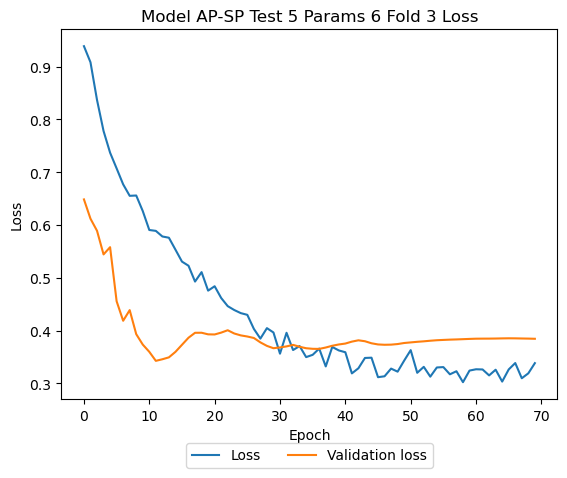 Model AP-SP Test 5 Params 6 Fold 3 Loss
0.9
0.8
0.7
0.6
0.5
0.4
0.3
Loss
0 10 20 30 40 50 60 70
Epoch
Loss Validation loss